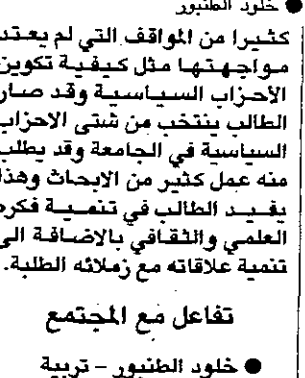 ● خلود الطنبور
كثيرا من المواقف التي لم يعتد
مواجهتها مثل كيفية تكوين
الاحزاب السياسية وقد صار
الطالب ينتخب من شتى الاحزاب
السياسية في الجامعة وقد يطلب
منه عمل كثير من الابحاث وهذا
يفيد الطالب في تنمية فكره
العلمي والثقافي بالاضافة الى
تنمية علاقاته مع زملائه الطلبة.
تفاعل مع المجتمع
● خلود الطنبور - تربية